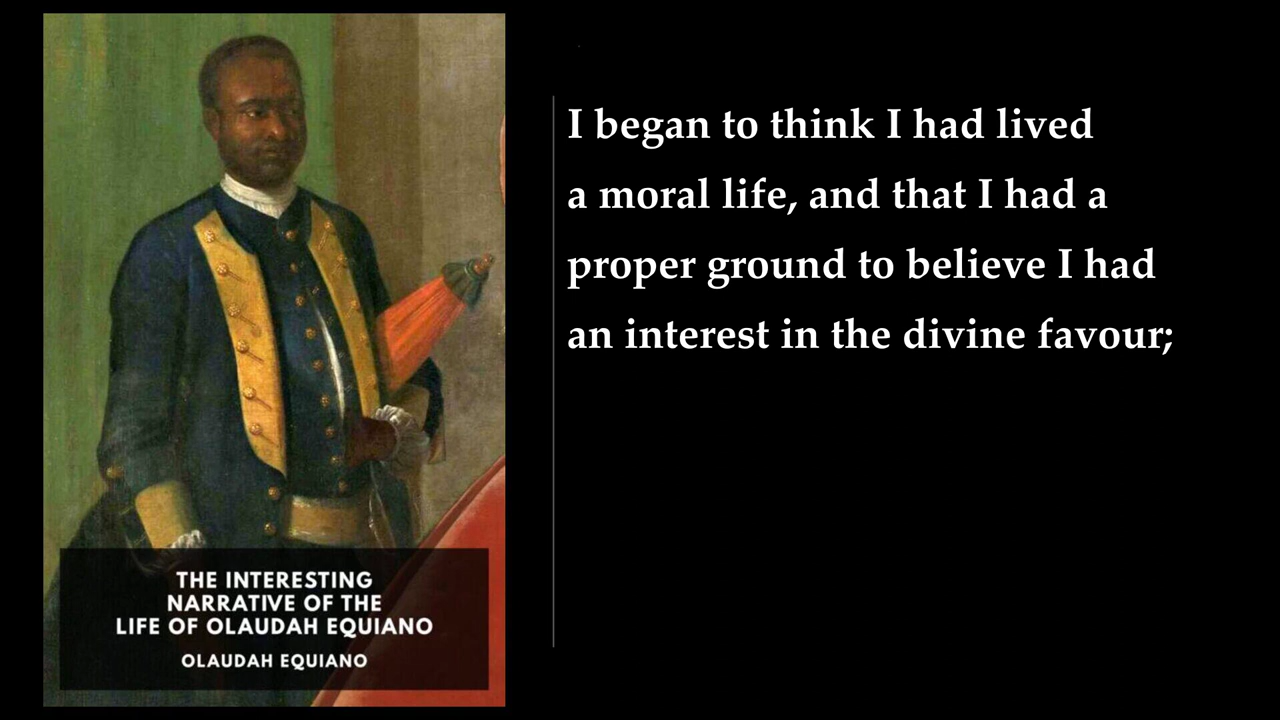 I began to think I had lived
a moral life, and that I had a
proper ground to believe I had
an interest in the divine favour;
THE INTERESTING
NARRATIVE OF THE
LIFE OF OLAUDAH EQUIANO
OLAUDAH EQUIANO